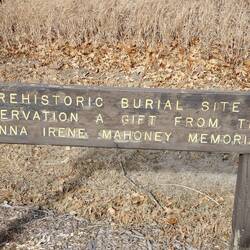 REHISTORIC BURIAL SITE
ERVATION A GIFT FROM T
NNA IRENE MAHONEY MEMORI